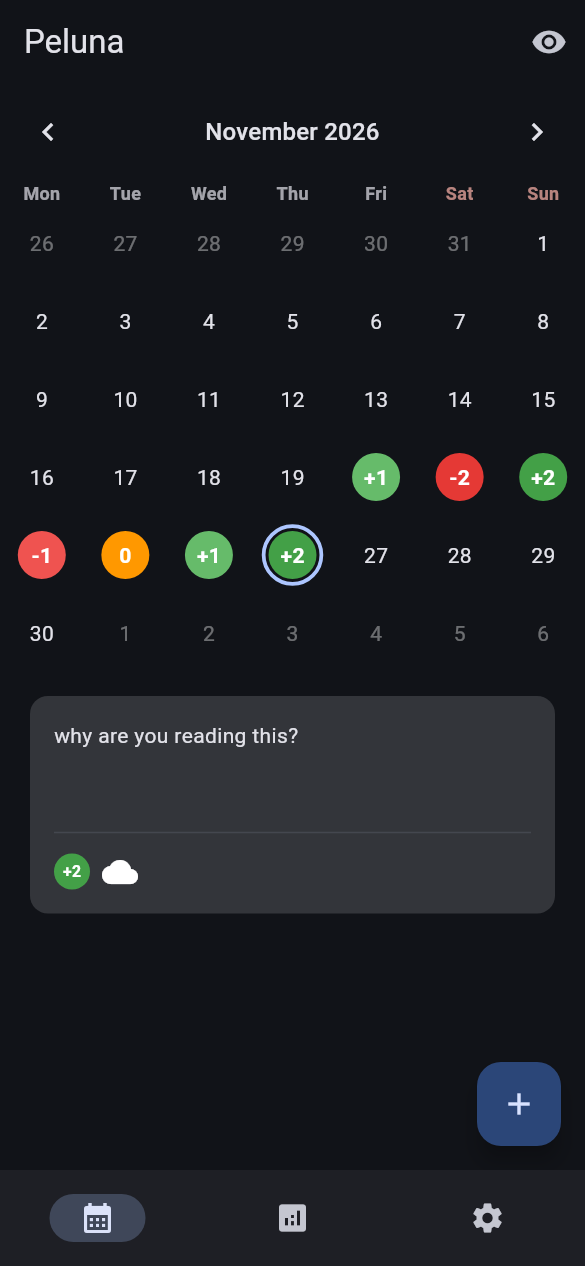 Peluna
November 2026
Mon Tue Wed Thu Fri Sat Sun
26 27 28 29 30 31 1
2 3 4 5 6 7 8
9 10 11 12 13 14 15
16 17 18 19 +1 -2 +2
-1 0 +1 +2 27 28 29
30 1 2 3 4 5 6
why are you reading this?
+2